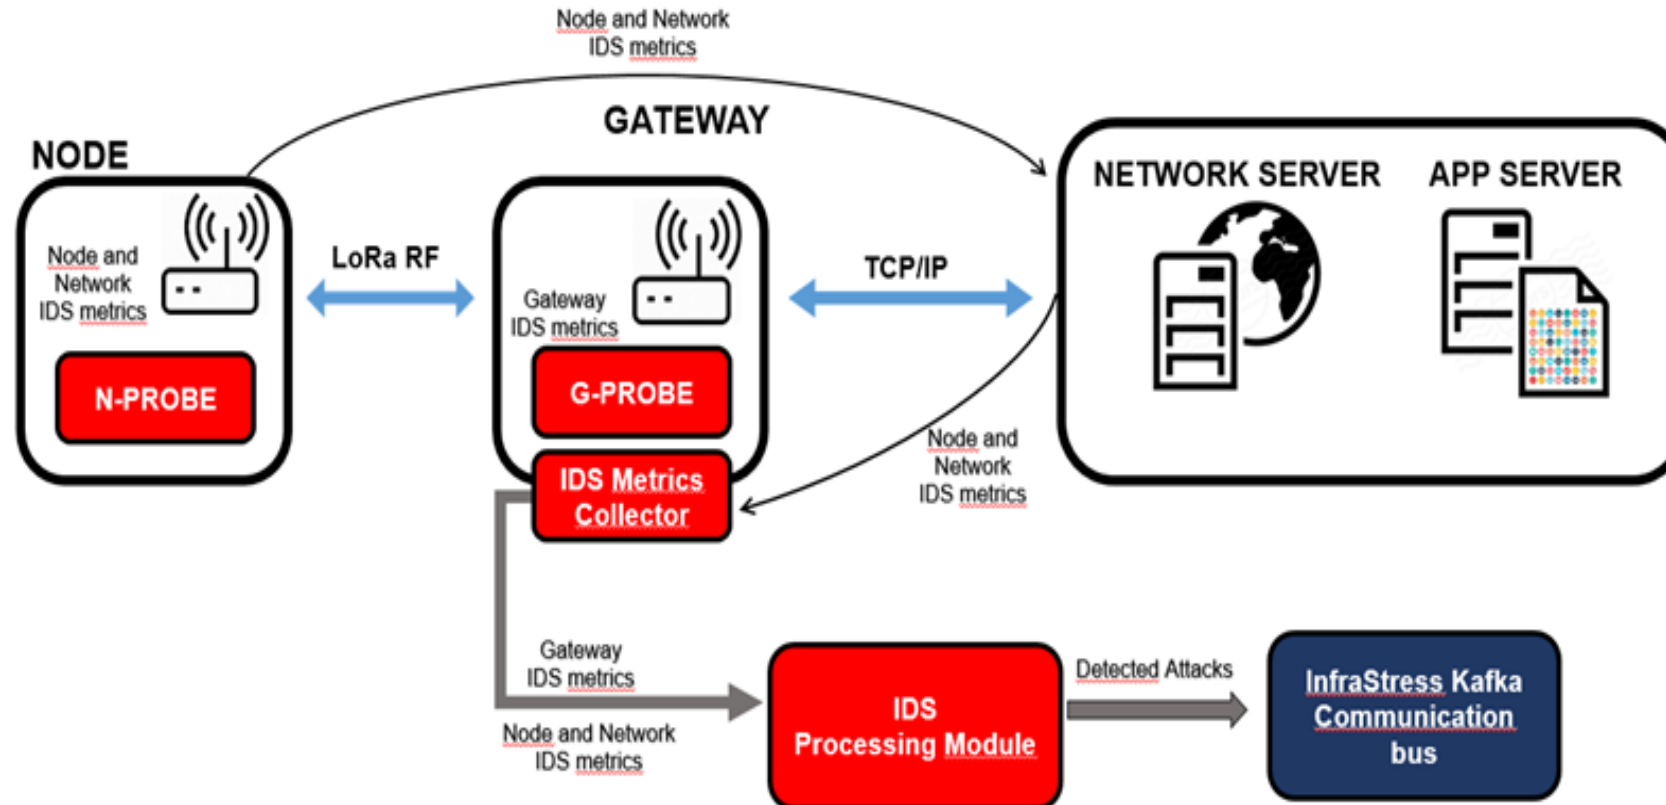 Node and Network
IDS metrics
GATEWAY
NODE
NETWORK SERVER
APP SERVER
Node and
Network
IDS metrics
LoRa RF
Gateway
IDS metrics
TCP/IP
N-PROBE
G-PROBE
IDS Metrics
Collector
Node and
Network
IDS metrics
Gateway
IDS metrics
Node and Network
IDS metrics
IDS
Processing Module
Detected Attacks
InfraStress Kafka
Communication
bus